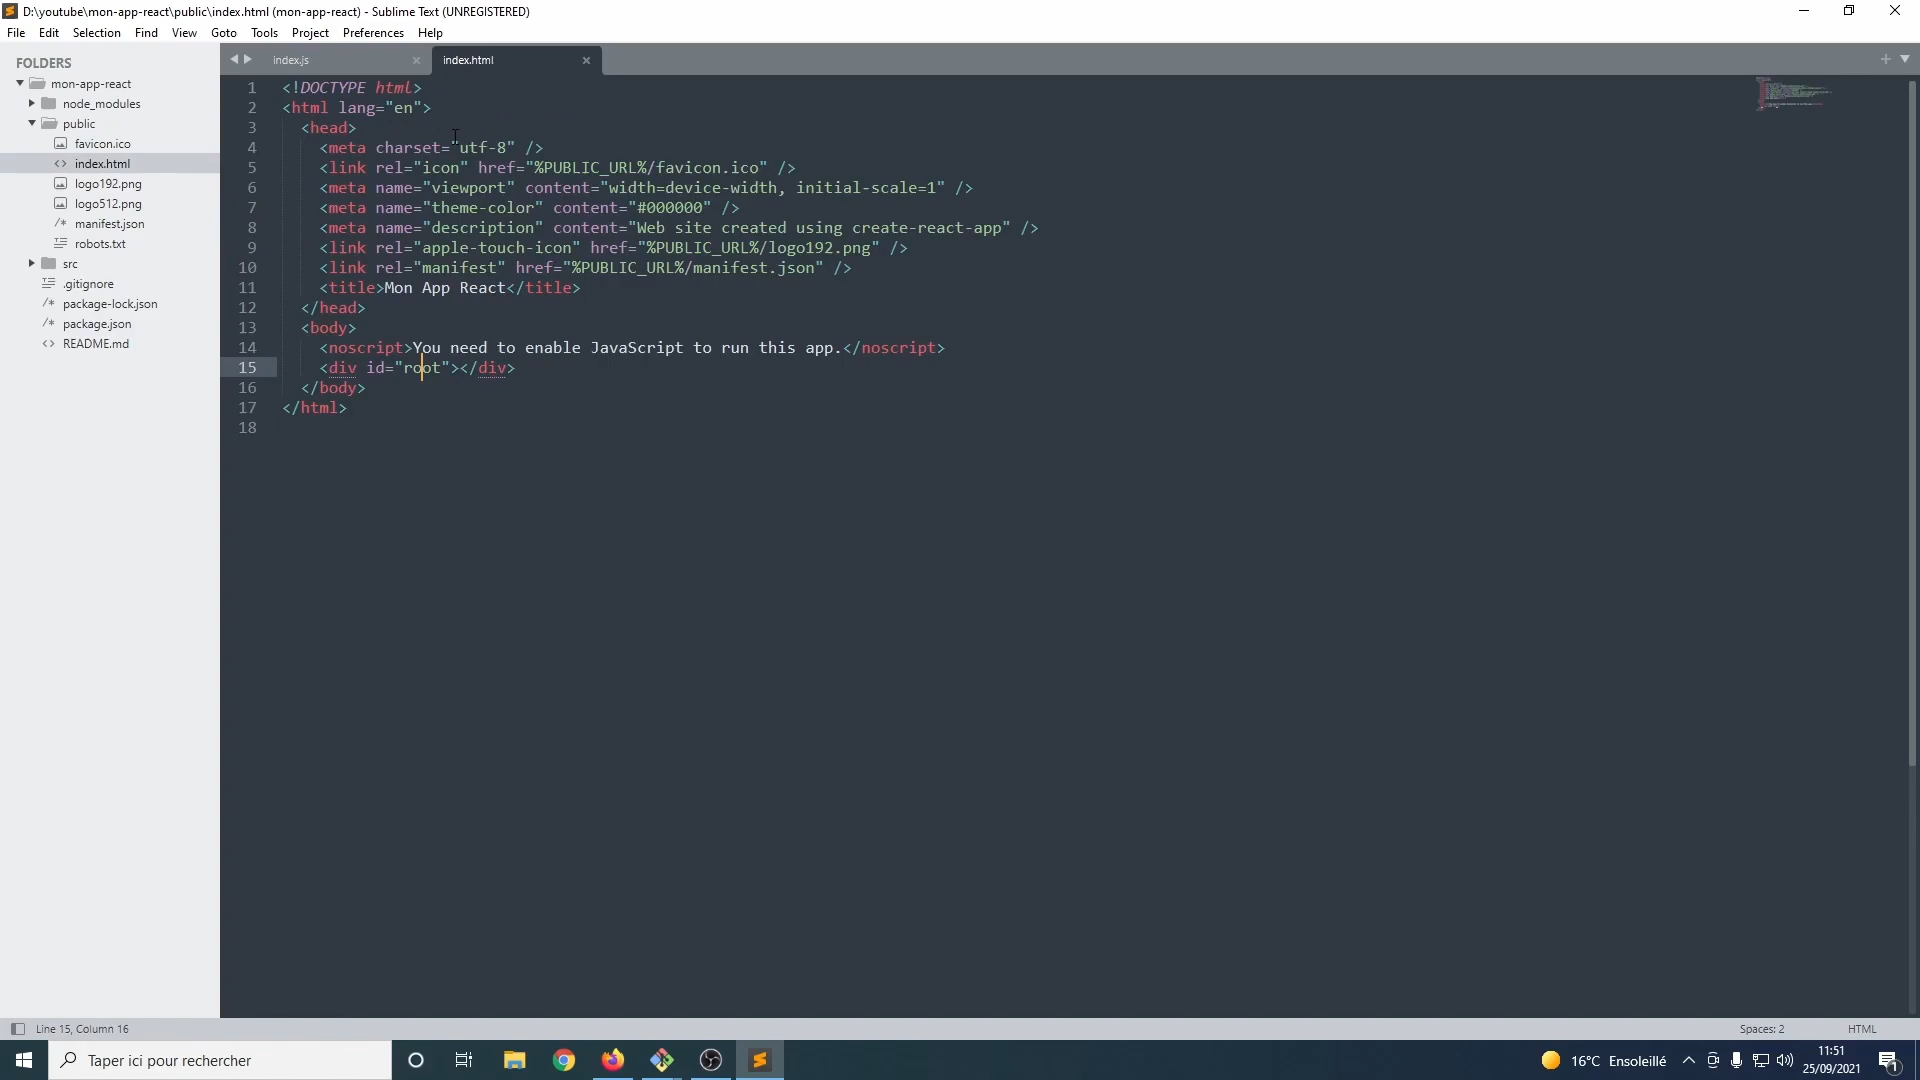 D:\youtube\mon-app-react\public\index.html (mon-app-react) - Sublime Text (UNREGISTERED)
File Edit Selection Find View Goto Tools Project Preferences Help
FOLDERS
mon-app-react
node_modules
public
favicon.ico
index.html
logo192.png
logo512.png
manifest.json
robots.txt
src
.gitignore
package-lock.json
package.json
README.md
index.js
index.html
1 <!DOCTYPE html>
2 <html lang="en">
3 <head>
4 <meta charset="utf-8" />
5 <link rel="icon" href="%PUBLIC_URL%/favicon.ico" />
6 <meta name="viewport" content="width=device-width, initial-scale=1" />
7 <meta name="theme-color" content="#000000" />
8 <meta name="description" content="Web site created using create-react-app" />
9 <link rel="apple-touch-icon" href="%PUBLIC_URL%/logo192.png" />
10 <link rel="manifest" href="%PUBLIC_URL%/manifest.json" />
11 <title>Mon App React</title>
12 </head>
13 <body>
14 <noscript>You need to enable JavaScript to run this app.</noscript>
15 <div id="root"></div>
16 </body>
17 </html>
18
Line 15, Column 16
Spaces: 2
HTML
Taper ici pour rechercher
16°C Ensoleillé
11:51
25/09/2021
1